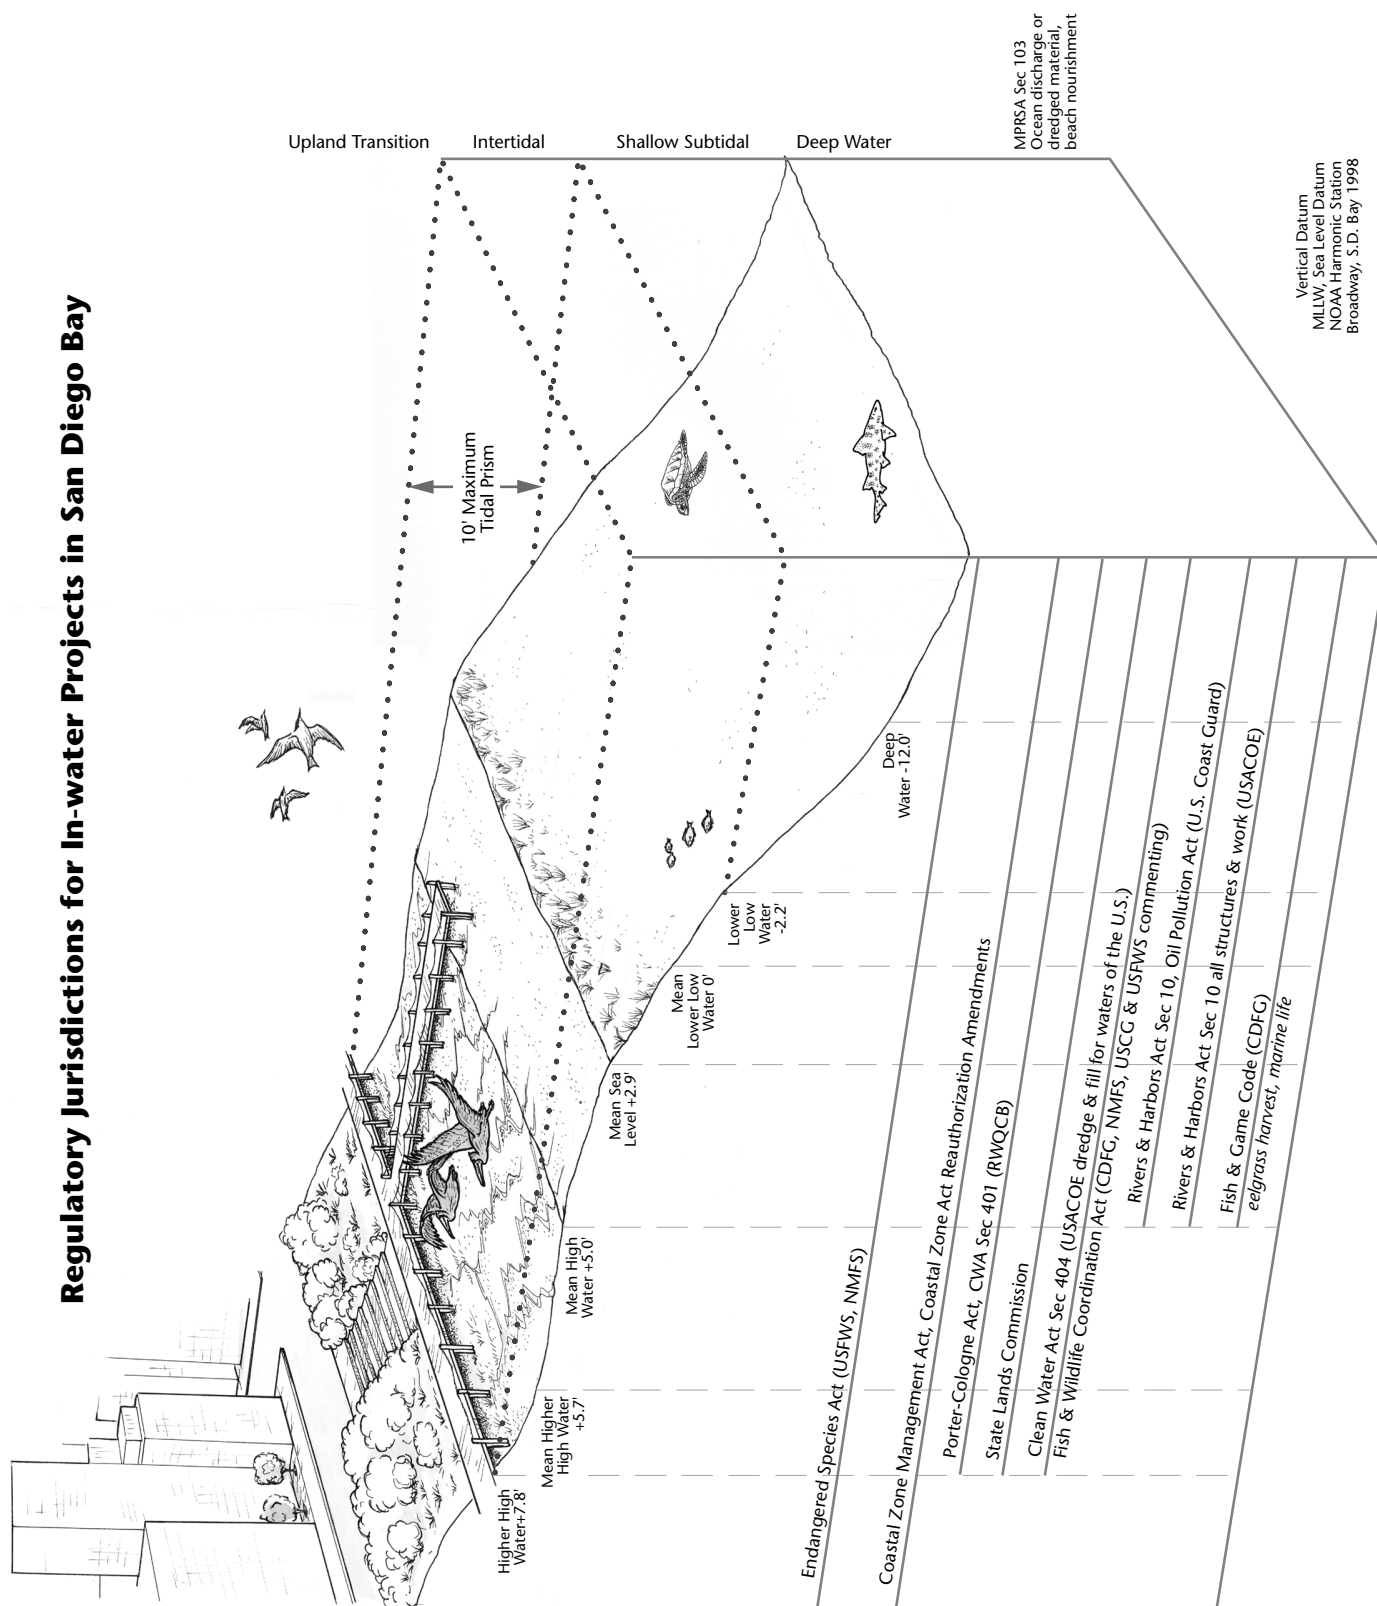 Regulatory Jurisdictions for In-water Projects in San Diego Bay
Upland Transition
Intertidal
Shallow Subtidal
Deep Water
MPRSA Sec 103
Ocean discharge or
dredged material,
beach nourishment
Vertical Datum
MLLW, Sea Level Datum
NOAA Harmonic Station
Broadway, S.D. Bay 1998
10' Maximum
Tidal Prism
Higher High
Water+7.8'
Mean Higher
High Water
+5.7'
Mean High
Water +5.0'
Mean Sea
Level +2.9'
Mean
Lower Low
Water 0'
Lower
Low
Water
-2.2'
Deep
Water -12.0'
Endangered Species Act (USFWS, NMFS)
Coastal Zone Management Act, Coastal Zone Act Reauthorization Amendments
Porter-Cologne Act, CWA Sec 401 (RWQCB)
State Lands Commission
Clean Water Act Sec 404 (USACOE dredge & fill for waters of the U.S.)
Fish & Wildlife Coordination Act (CDFG, NMFS, USCG & USFWS commenting)
Rivers & Harbors Act Sec 10, Oil Pollution Act (U.S. Coast Guard)
Rivers & Harbors Act Sec 10 all structures & work (USACOE)
Fish & Game Code (CDFG)
eelgrass harvest, marine life